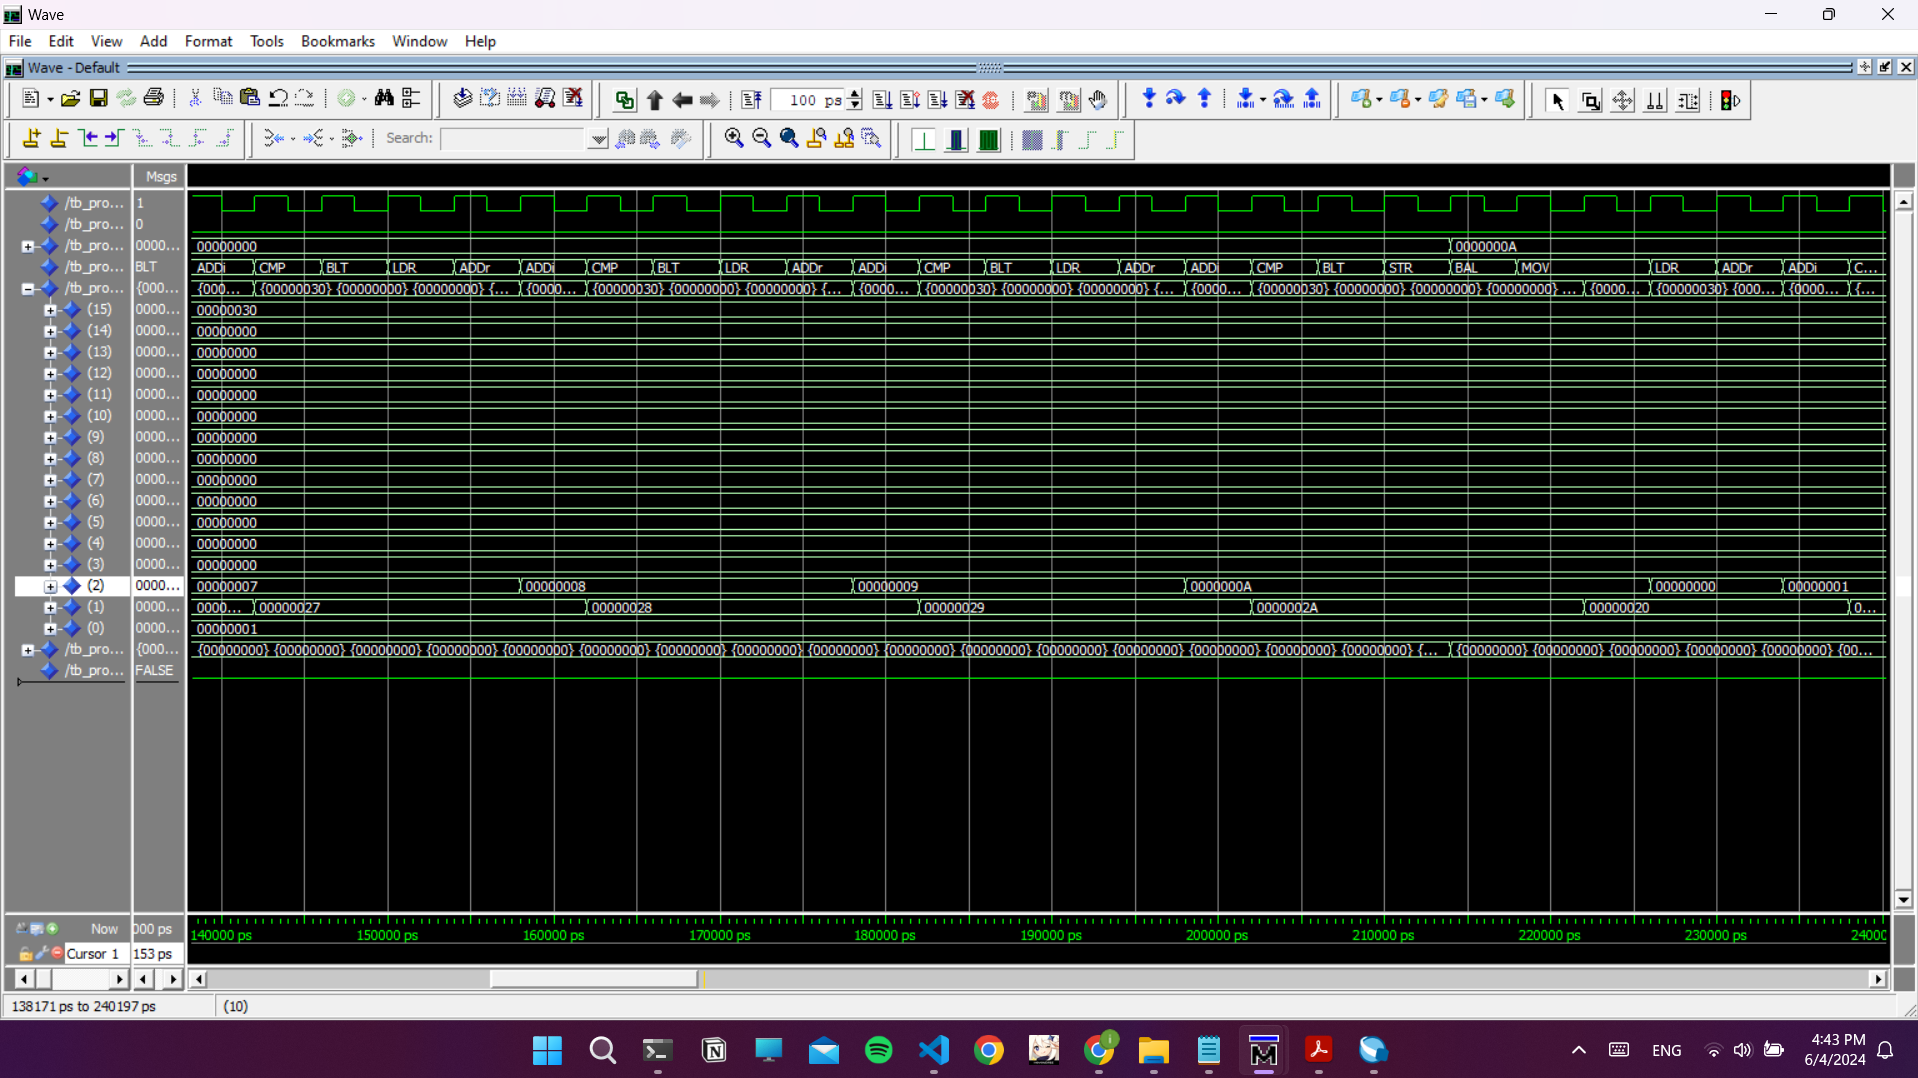 Wave
File Edit View Add Format Tools Bookmarks Window Help
Wave - Default
100 ps
Search:
Msgs
/tb_pro... 1
/tb_pro... 0
/tb_pro... 0000... 00000000 0000000A
/tb_pro... BLT ADDi CMP BLT LDR ADDr ADDi CMP BLT LDR ADDr ADDi CMP BLT LDR ADDr ADDi CMP BLT STR BAL MOV LDR ADDr ADDi C...
/tb_pro... {000... {000... {00000030} {00000000} {00000000} {... {0000... {00000030} {00000000} {00000000} {... {0000... {00000030} {00000000} {00000000} {... {0000... {00000030} {00000000} {00000000} {00000000} ... {0000... {00000030} {000... {0000... {...
(15) 0000... 00000030
(14) 0000... 00000000
(13) 0000... 00000000
(12) 0000... 00000000
(11) 0000... 00000000
(10) 0000... 00000000
(9) 0000... 00000000
(8) 0000... 00000000
(7) 0000... 00000000
(6) 0000... 00000000
(5) 0000... 00000000
(4) 0000... 00000000
(3) 0000... 00000000
(2) 0000... 00000007 00000008 00000009 0000000A 00000000 00000001
(1) 0000... 0000... 00000027 00000028 00000029 0000002A 00000020 0...
(0) 0000... 00000001
/tb_pro... {000... {00000000} {00000000} {00000000} {00000000} {00000000} {00000000} {00000000} {00000000} {00000000} {00000000} {00000000} {00000000} {00000000} {00000000} {00000000} {00000000} {... {00000000} {00000000} {00000000} {00000000} {00000000} {00...
/tb_pro... FALSE
Now 000 ps 140000 ps 150000 ps 160000 ps 170000 ps 180000 ps 190000 ps 200000 ps 210000 ps 220000 ps 230000 ps 24000
Cursor 1 153 ps
138171 ps to 240197 ps (10)
ENG 4:43 PM
6/4/2024